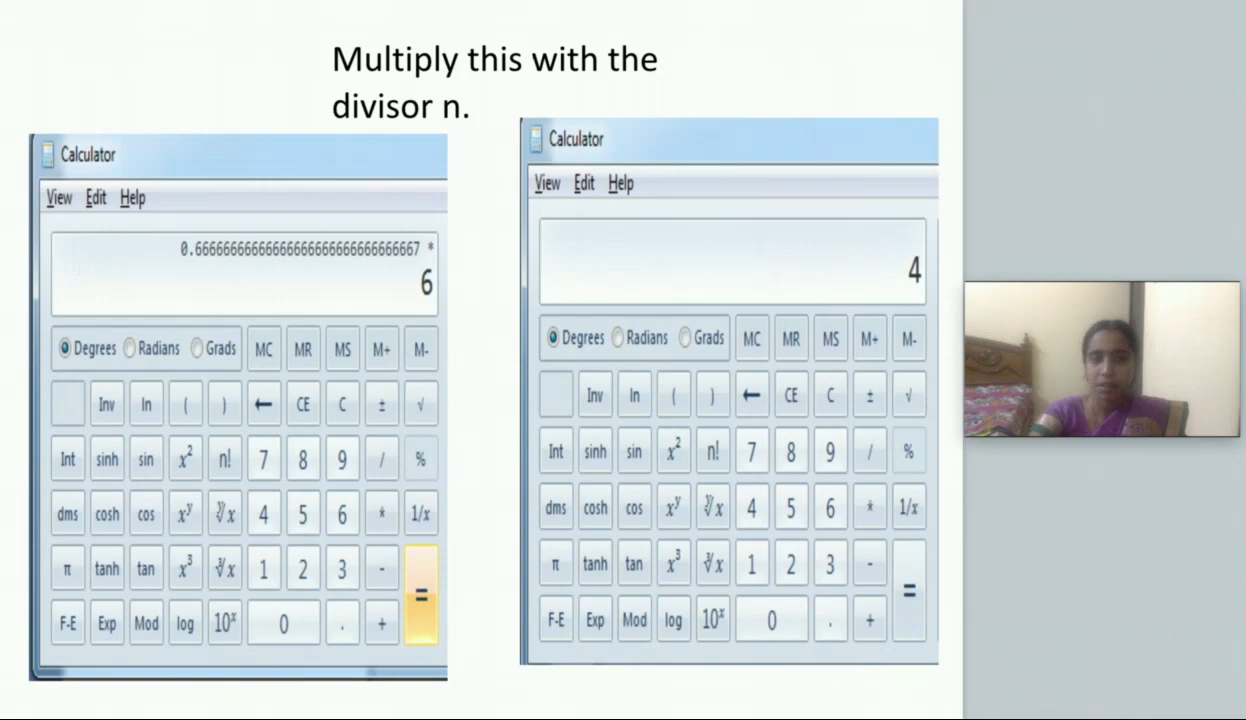 Multiply this with the
divisor n.
Calculator
View Edit Help
0.66666666666666666666666666666667 *
6
Degrees Radians Grads MC MR MS M+ M-
Inv ln ( ) ← CE C ± √
Int sinh sin x² n! 7 8 9 / %
dms cosh cos xʸ ʸ√x 4 5 6 * 1/x
π tanh tan x³ ³√x 1 2 3 -
=
F-E Exp Mod log 10ˣ 0 . +
Calculator
View Edit Help
4
Degrees Radians Grads MC MR MS M+ M-
Inv ln ( ) ← CE C ± √
Int sinh sin x² n! 7 8 9 / %
dms cosh cos xʸ ʸ√x 4 5 6 * 1/x
π tanh tan x³ ³√x 1 2 3 -
=
F-E Exp Mod log 10ˣ 0 . +